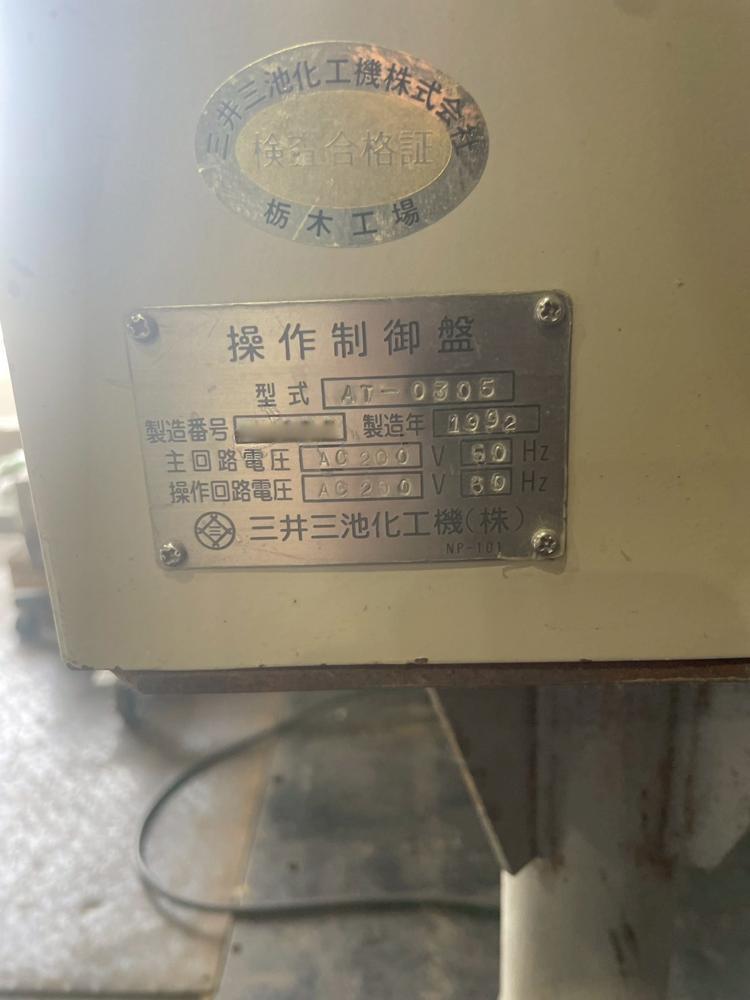 三井三池化工機株式会社
検査合格証
栃木工場
操作制御盤
型式 AT-0305
製造番号 製造年 1992
主回路電圧 AC200 V 50 Hz
操作回路電圧 AC200 V Hz
三井三池化工機(株)
NP-101